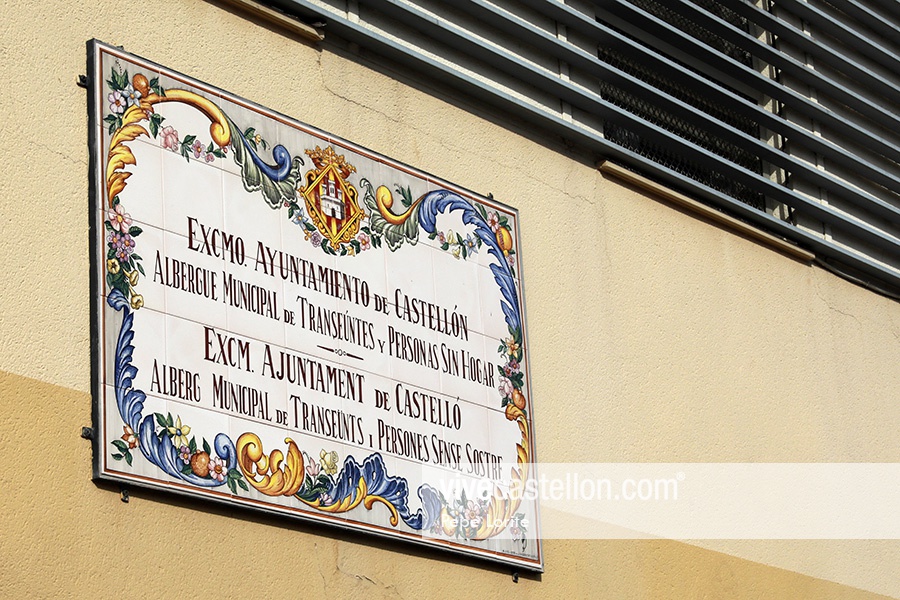 EXCMO. AYUNTAMIENTO DE CASTELLÓN
ALBERGUE MUNICIPAL DE TRANSEÚNTES Y PERSONAS SIN HOGAR
EXCM. AJUNTAMENT DE CASTELLÓ
ALBERG MUNICIPAL DE TRANSEÜNTS I PERSONES SENSE SOSTRE
vivecastellon.com
Pepe Lorite